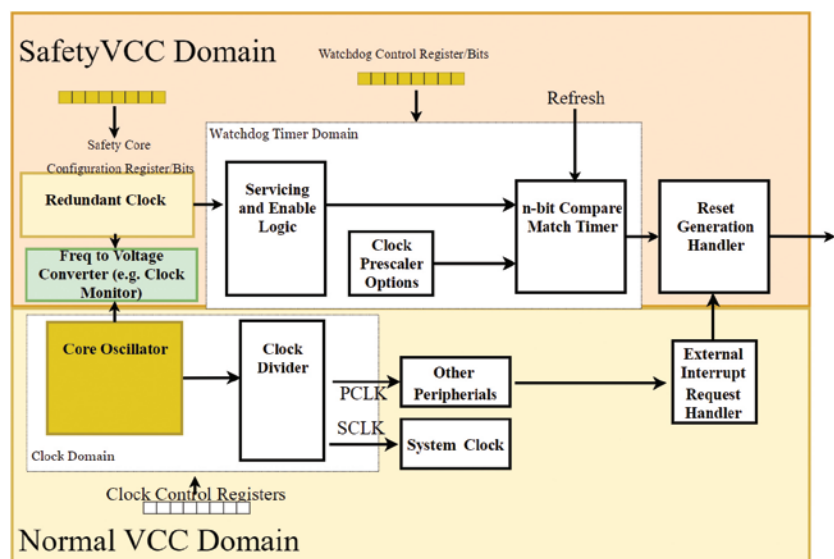 SafetyVCC Domain
Watchdog Control Register/Bits
Refresh
Safety Core
Configuration Register/Bits
Watchdog Timer Domain
Redundant Clock
Servicing
and Enable
Logic
n-bit Compare
Match Timer
Reset
Generation
Handler
Clock
Prescaler
Options
Freq to Voltage
Converter (e.g. Clock
Monitor)
Core Oscillator
Clock
Divider
PCLK
Other
Peripherials
External
Interrupt
Request
Handler
SCLK
System Clock
Clock Domain
Clock Control Registers
Normal VCC Domain